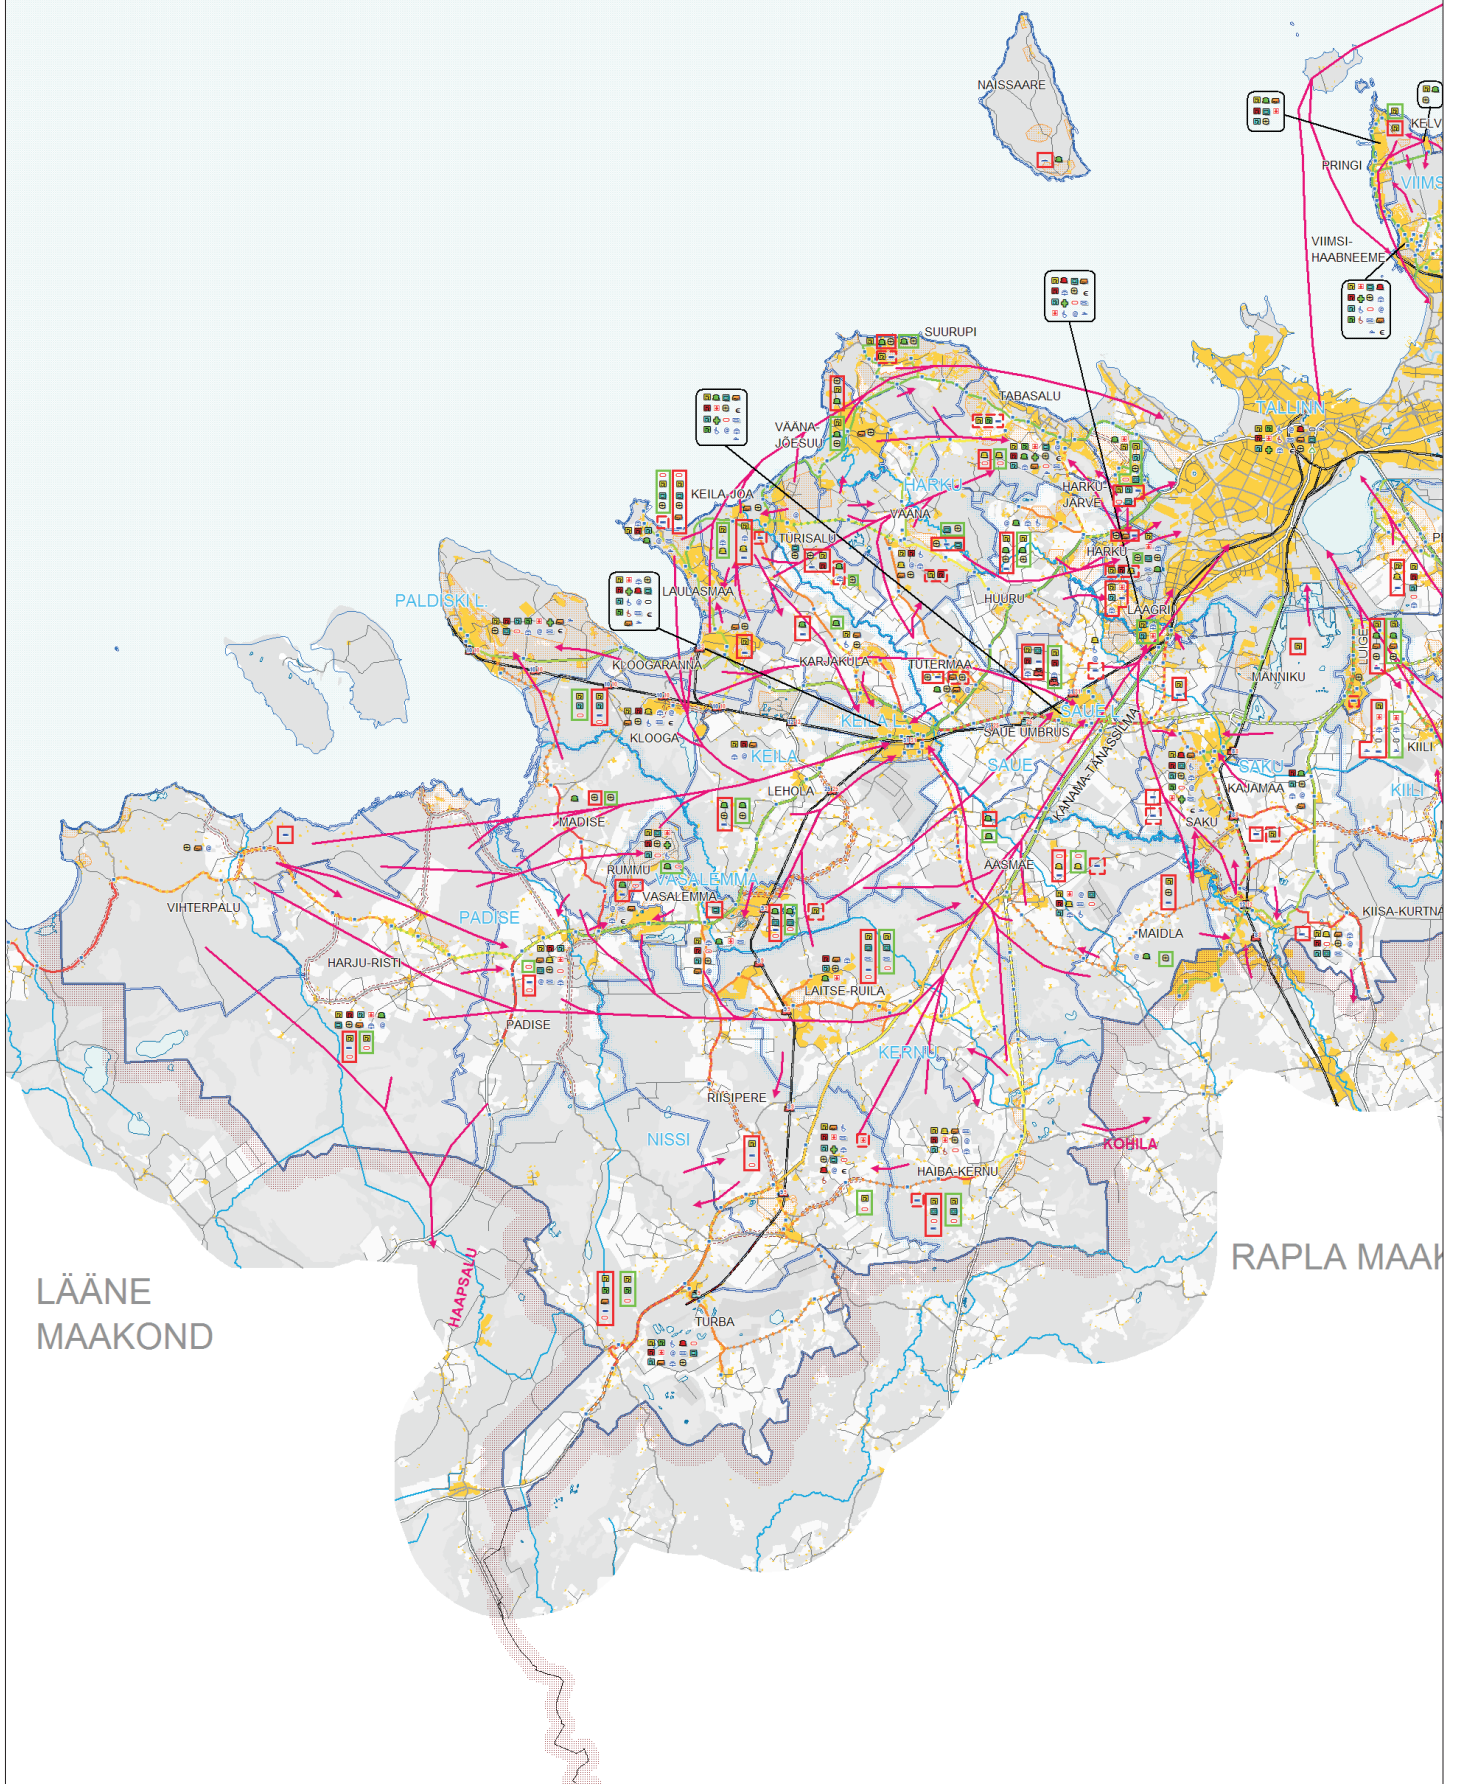 NAISSAARE
KELV
PRINGI
VIIMS
VIIMSI-
HAABNEEME
SUURUPI
TABASALU
TALLINN
VÄÄNA-
JÕESUU
HARKU
HARKU-
JÄRVE
KEILA-JOA
VÄÄNA
TÜRISALU
HARKU
HUURU
LAULASMAA
PALDISKI L.
LAAGRI
LUIGE
KLOOGARANNA
KARJAKÜLA
TUTERMAA
MÄNNIKU
KEILA L.
SAUE L.
SAUE ÜMBRUS
KLOOGA
KEILA
SAUE
KANAMA-TÄNASSILMA
SAKU
KIILI
KAJAMAA
KIILI
LEHOLA
MADISE
SAKU
RUMMU
VASALEMMA
VASALEMMA
ÄÄSMÄE
VIHTERPALU
PADISE
MAIDLA
KIISA-KURTNA
HARJU-RISTI
LAITSE-RUILA
PADISE
KERNU
RIISIPERE
NISSI
KOHILA
HAIBA-KERNU
HAAPSALU
RAPLA MAAK
LÄÄNE
MAAKOND
TURBA